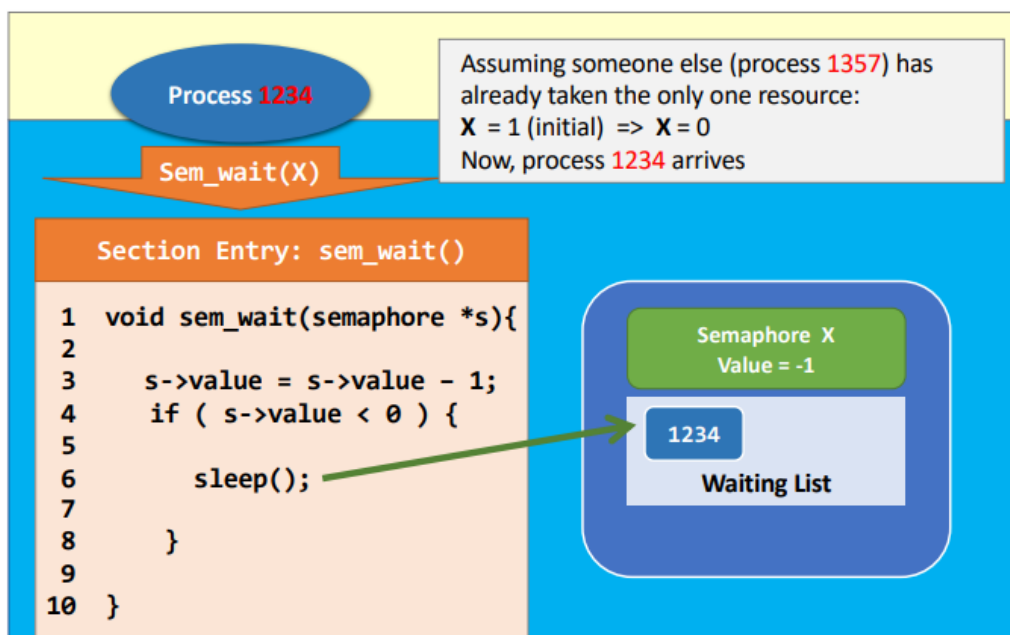 Process 1234
Assuming someone else (process 1357) has
already taken the only one resource:
X = 1 (initial) => X = 0
Now, process 1234 arrives
Sem_wait(X)
Section Entry: sem_wait()
1 void sem_wait(semaphore *s){
2
3 s->value = s->value – 1;
4 if ( s->value < 0 ) {
5
6 sleep();
7
8 }
9
10 }
Semaphore X
Value = -1
1234
Waiting List